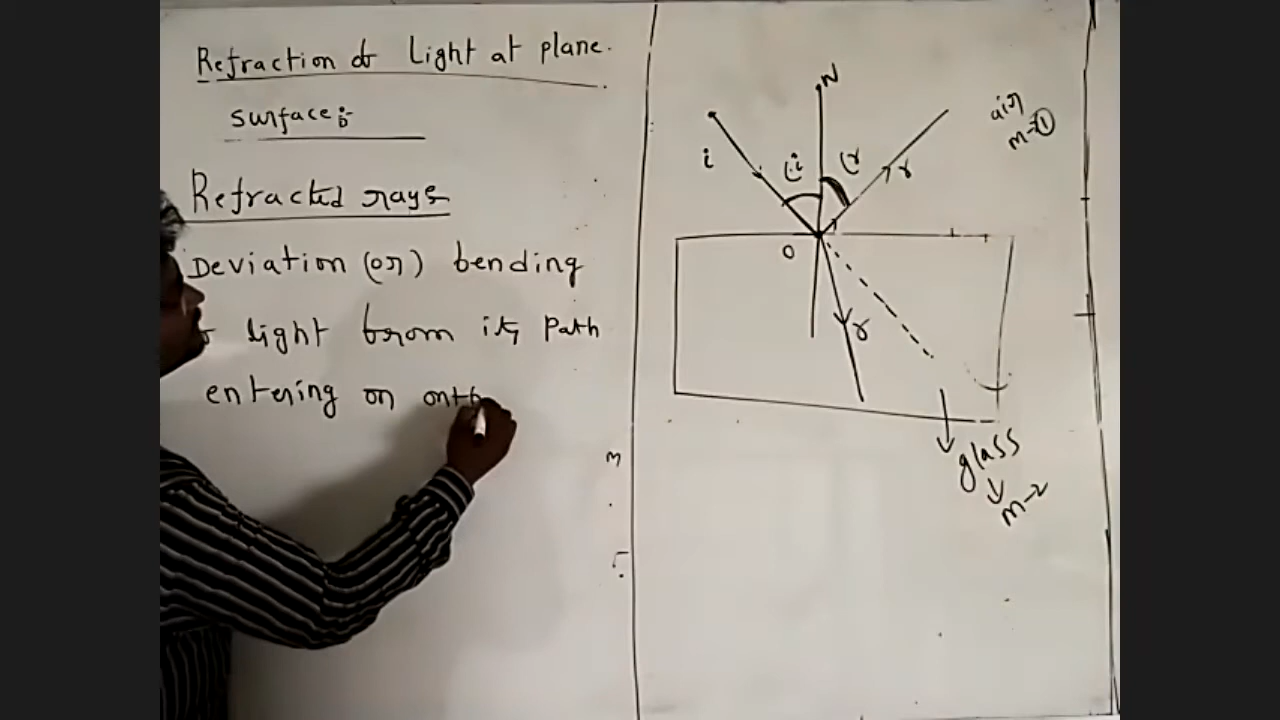 Refraction of Light at plane.
surface:-
Refracted rays
Deviation (or) bending
light from its Path
entering on onth
N
i
(i
(r
r
air
m-1
O
r
glass
m-2
m